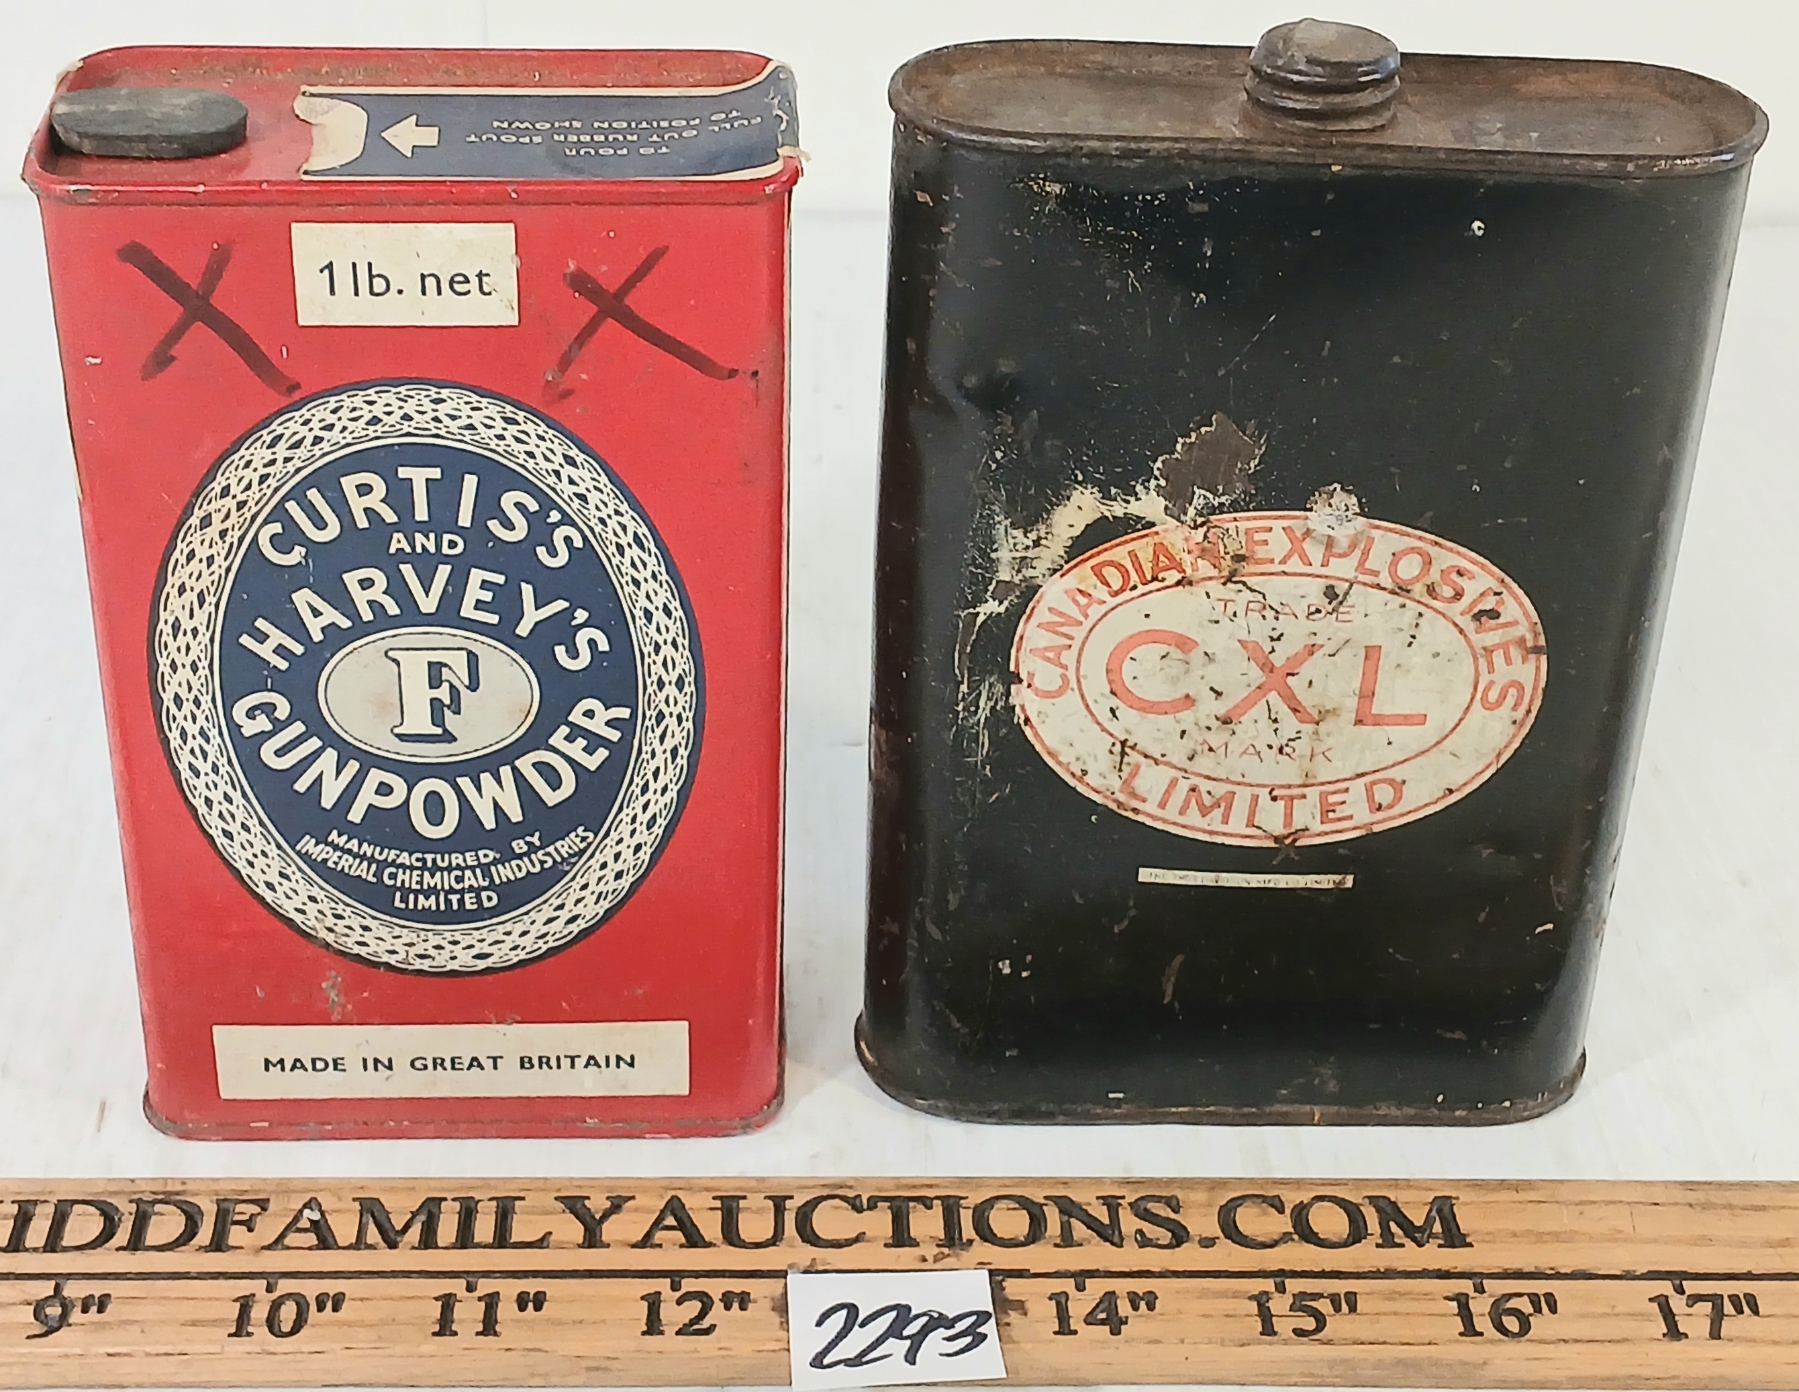 TO POUR
PULL OUT RUBBER SPOUT
TO POSITION SHOWN
1 lb. net
CURTIS'S
AND
HARVEY'S
F
GUNPOWDER
MANUFACTURED BY
IMPERIAL CHEMICAL INDUSTRIES
LIMITED
MADE IN GREAT BRITAIN
CANADIAN EXPLOSIVES
TRADE
CXL
MARK
LIMITED
IDDFAMILYAUCTIONS.COM
9" 10" 11" 12" 14" 15" 16" 17"
2293